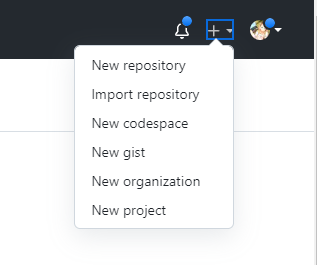 New repository
Import repository
New codespace
New gist
New organization
New project